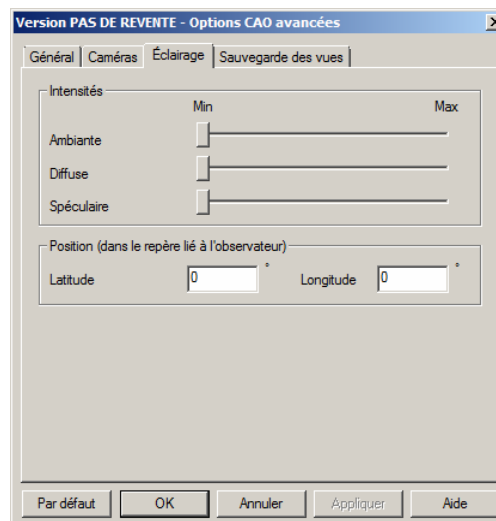 Version PAS DE REVENTE - Options CAO avancées
Général Caméras Éclairage Sauvegarde des vues
Intensités
Min Max
Ambiante
Diffuse
Spéculaire
Position (dans le repère lié à l'observateur)
Latitude 0 ° Longitude 0 °
Par défaut OK Annuler Appliquer Aide